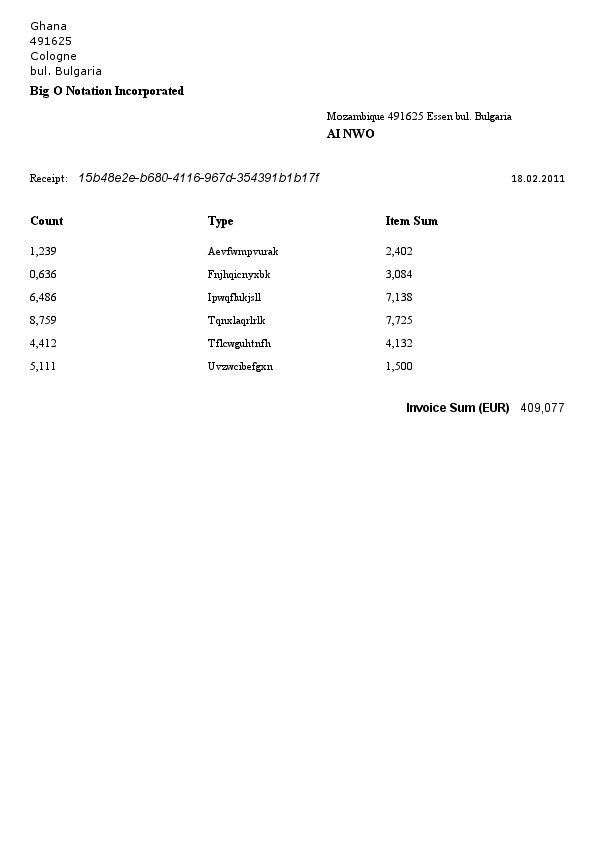 Ghana
491625
Cologne
bul. Bulgaria
Big O Notation Incorporated
Mozambique 491625 Essen bul. Bulgaria
AI NWO
Receipt: 15b48e2e-b680-4116-967d-354391b1b17f 18.02.2011
Count Type Item Sum
1,239 Aevfwmpvurak 2,402
0,636 Fnjhqicnyxbk 3,084
6,486 Ipwqflukjsll 7,138
8,759 Tqnxlaqrlrlk 7,725
4,412 Tflcwguhtnfh 4,132
5,111 Uvzwcibefgxn 1,500
Invoice Sum (EUR) 409,077